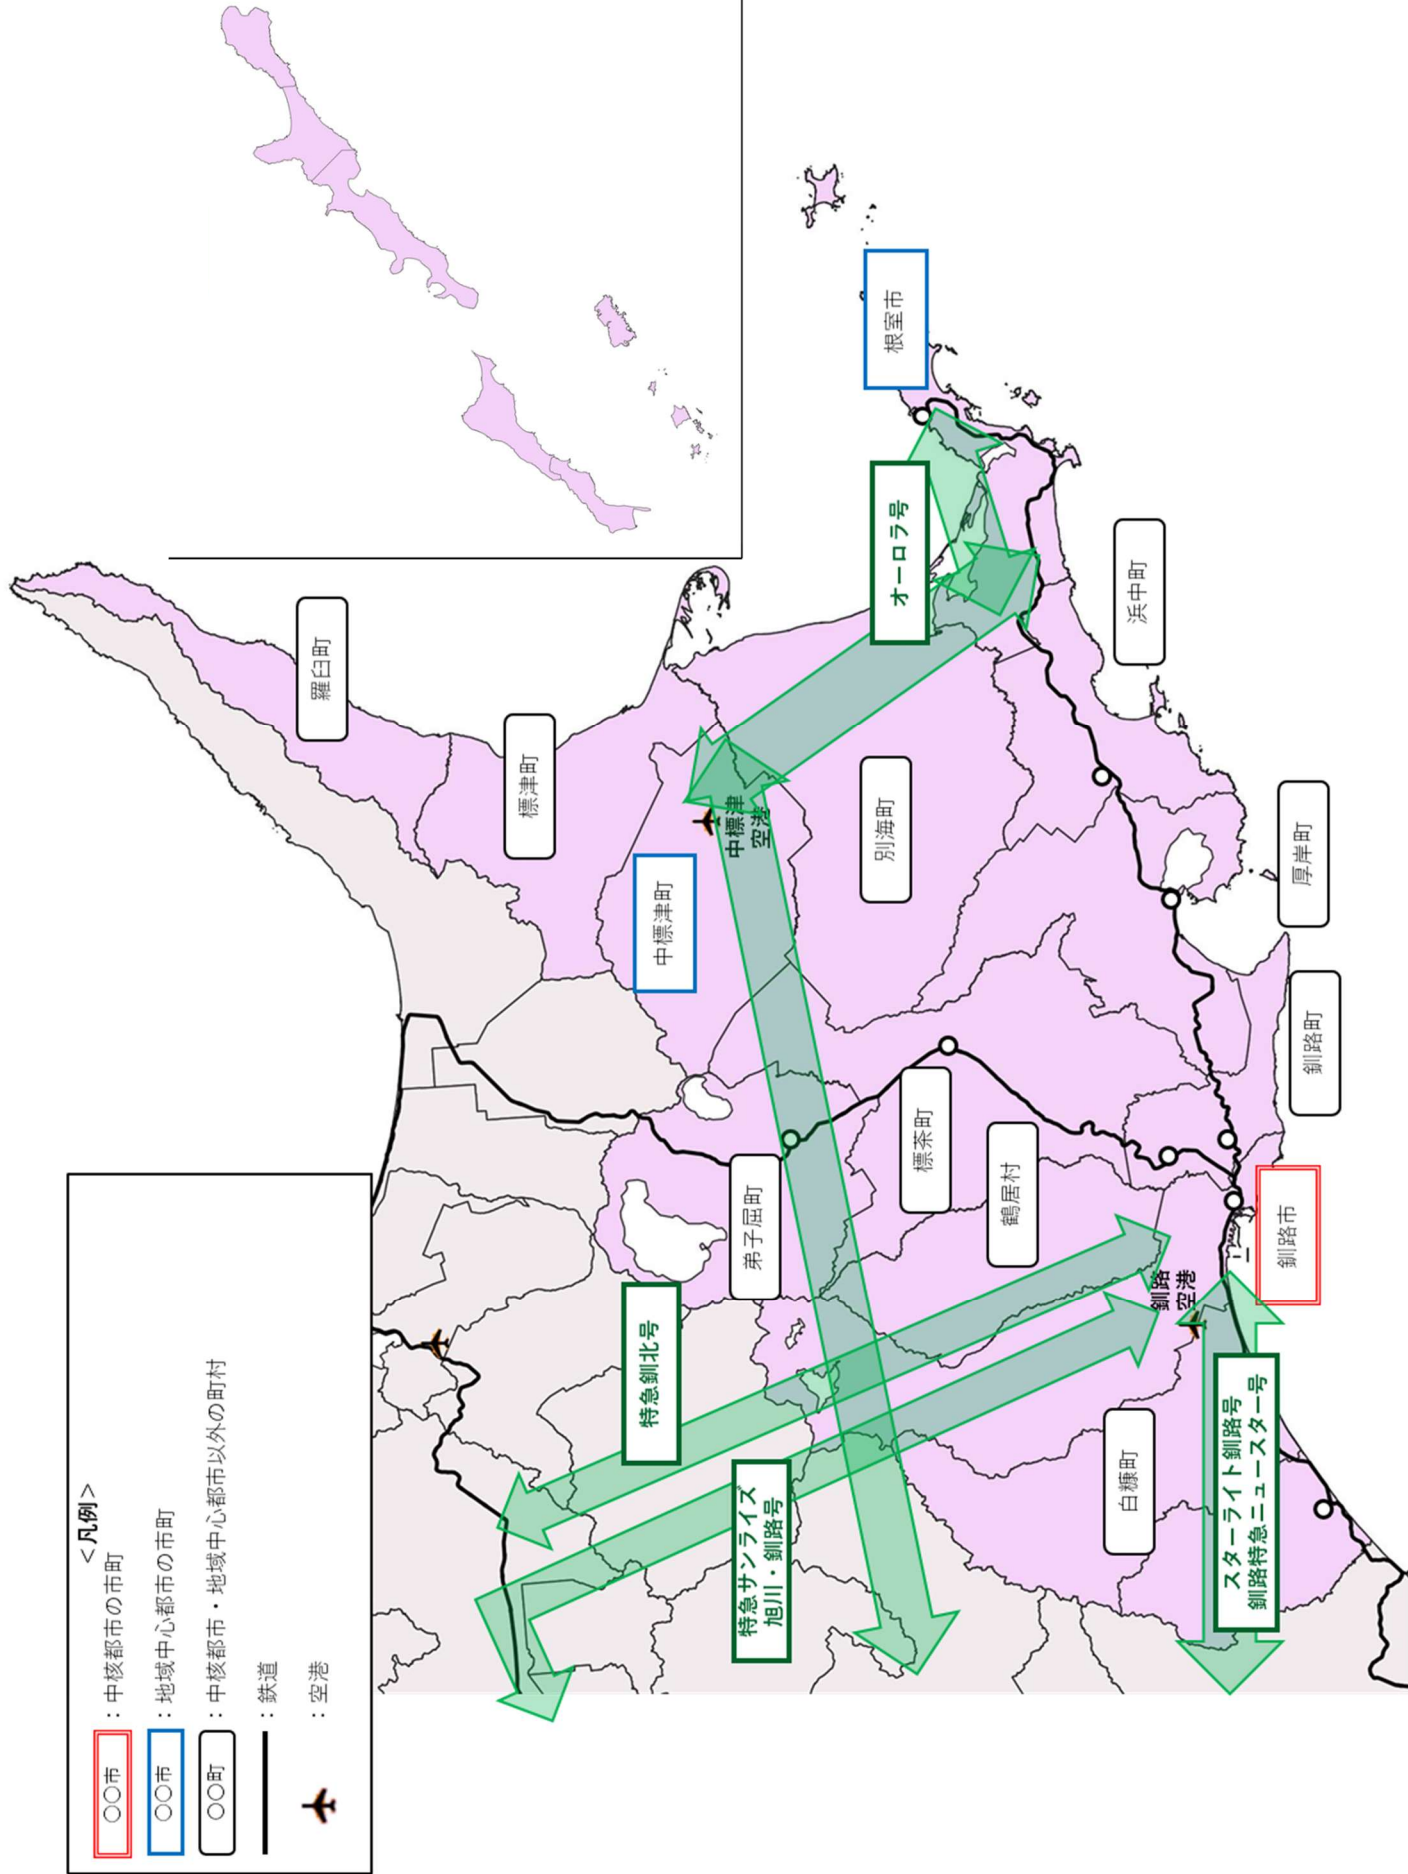 ＜凡例＞
○○市
：中核都市の市町
○○市
：地域中心都市の市町
○○町
：中核都市・地域中心都市以外の町村
：鉄道
：空港
羅臼町
標津町
中標津町
中標津
空港
別海町
根室市
オーロラ号
浜中町
厚岸町
釧路町
標茶町
鶴居村
弟子屈町
釧路市
釧路
空港
白糠町
特急釧北号
特急サンライズ
旭川・釧路号
スターライト釧路号
釧路特急ニュースター号